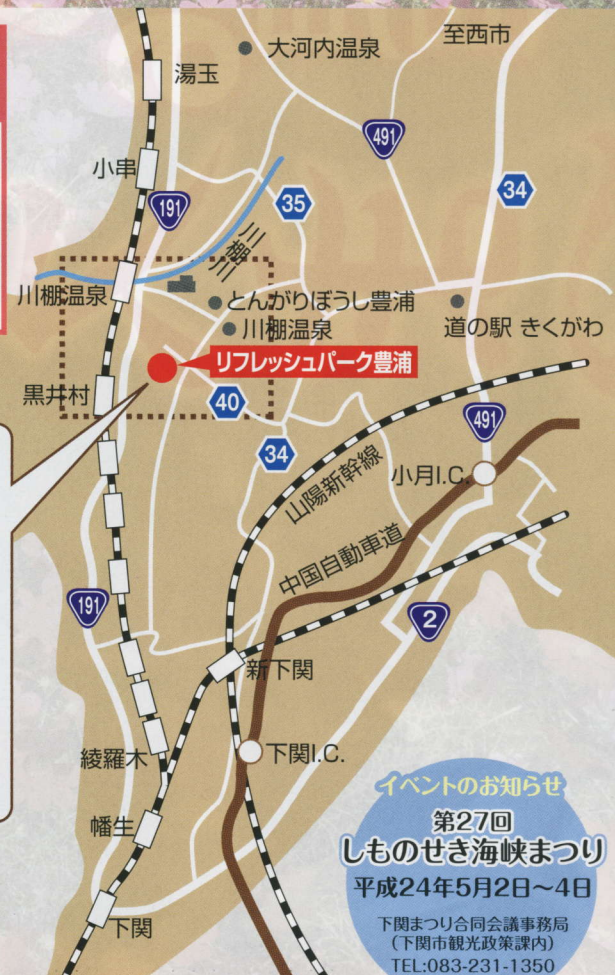 大河内温泉
至西市
湯玉
491
小串
34
35
191
川棚川
川棚温泉
とんがりぼうし豊浦
川棚温泉
道の駅 きくがわ
リフレッシュパーク豊浦
黒井村
40
491
34
小月I.C.
山陽新幹線
中国自動車道
191
2
新下関
綾羅木
下関I.C.
幡生
下関
イベントのお知らせ
第27回
しものせき海峡まつり
平成24年5月2日〜4日
下関まつり合同会議事務局
(下関市観光政策課内)
TEL:083-231-1350